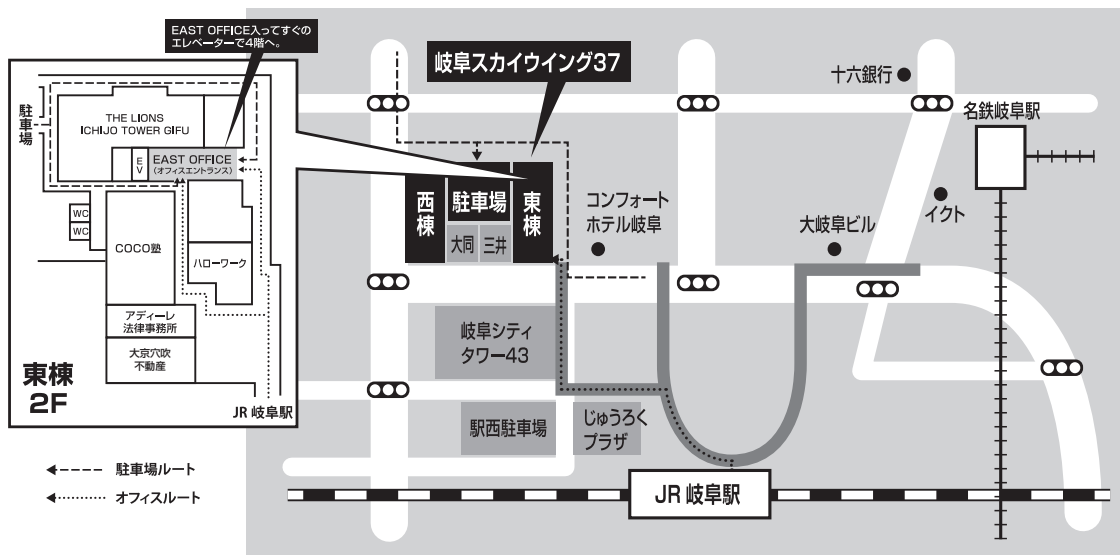 EAST OFFICE入ってすぐの
エレベーターで4階へ。
駐車場
THE LIONS
ICHIJO TOWER GIFU
EV
EAST OFFICE
(オフィスエントランス)
WC
WC
COCO塾
ハローワーク
アディーレ
法律事務所
大京穴吹
不動産
東棟
2F
JR 岐阜駅
駐車場ルート
オフィスルート
岐阜スカイウイング37
西棟
駐車場
東棟
大同
三井
コンフォート
ホテル岐阜
十六銀行
名鉄岐阜駅
イクト
大岐阜ビル
岐阜シティ
タワー43
駅西駐車場
じゅうろく
プラザ
JR 岐阜駅